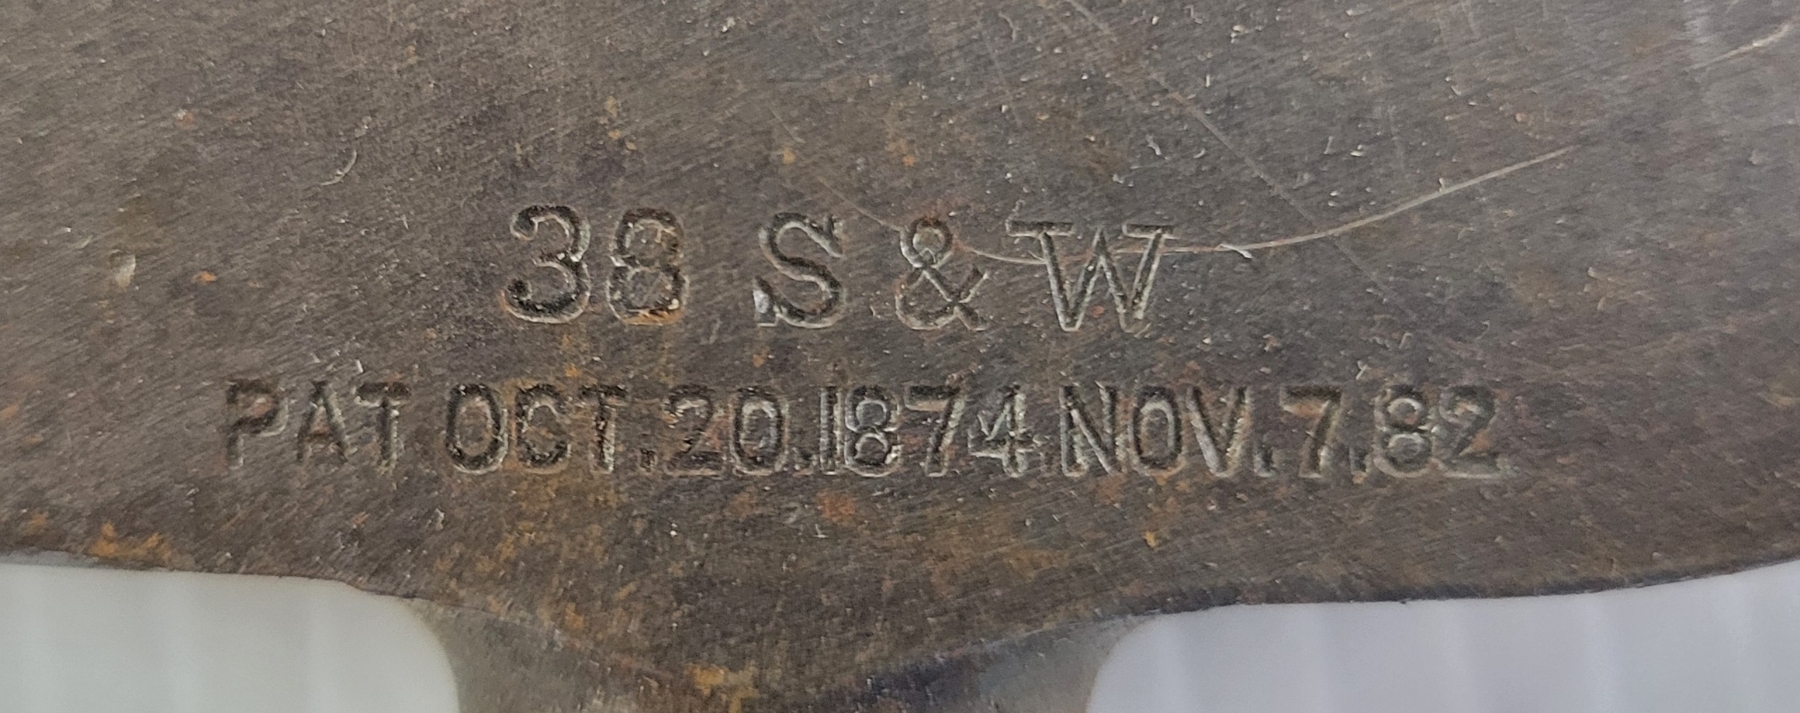 38 S & W
PAT OCT.20.1874 NOV.7.82